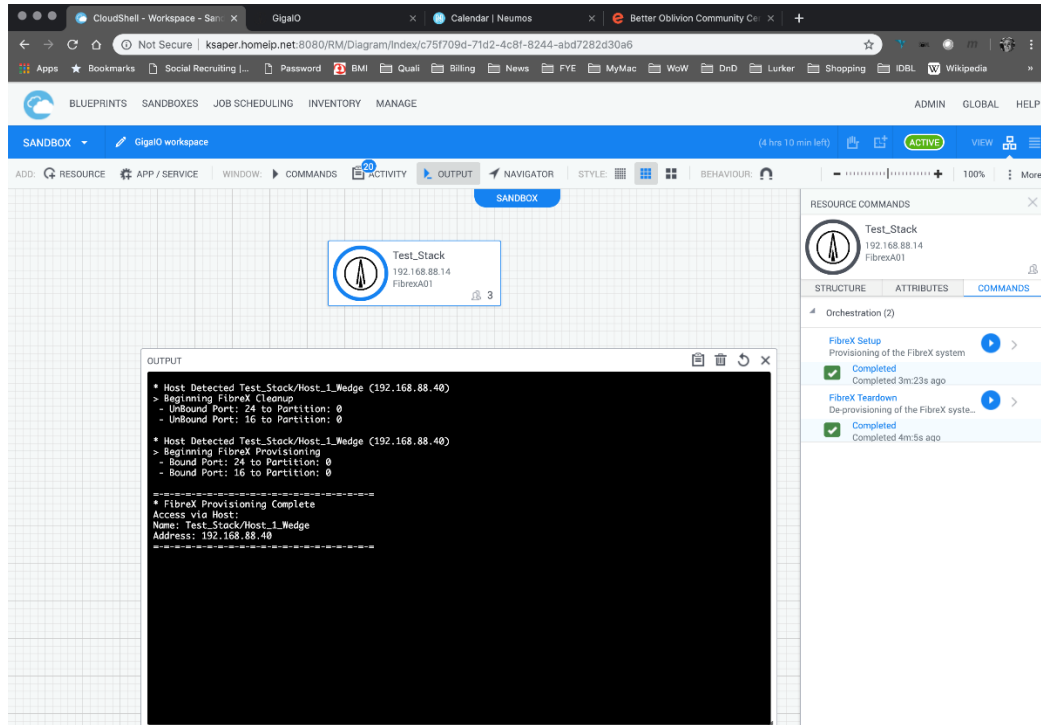 CloudShell - Workspace - Sand ×
GigaIO ×
Calendar | Neumos ×
Better Oblivion Community Ce ×
Not Secure | ksaper.homeip.net:8080/RM/Diagram/Index/c75f709d-71d2-4c8f-8244-abd7282d30a6
Apps Bookmarks Social Recruiting |... Password BMI Quali Billing News FYE MyMac WoW DnD Lurker Shopping IDBL W Wikipedia »
BLUEPRINTS SANDBOXES JOB SCHEDULING INVENTORY MANAGE ADMIN GLOBAL HELP
SANDBOX GigaIO workspace (4 hrs 10 min left) ACTIVE VIEW
ADD: RESOURCE APP / SERVICE WINDOW: COMMANDS 20 ACTIVITY OUTPUT NAVIGATOR STYLE: BEHAVIOUR: 100% More
SANDBOX
Test_Stack
192.168.88.14
FibrexA01
3
OUTPUT
* Host Detected Test_Stack/Host_1_Wedge (192.168.88.40)
> Beginning FibreX Cleanup
- UnBound Port: 24 to Partition: 0
- UnBound Port: 16 to Partition: 0
* Host Detected Test_Stack/Host_1_Wedge (192.168.88.40)
> Beginning FibreX Provisioning
- Bound Port: 24 to Partition: 0
- Bound Port: 16 to Partition: 0
=-=-=-=-=-=-=-=-=-=-=-=-=-=-=-=-=-=-=
* FibreX Provisioning Complete
Access via Host:
Name: Test_Stack/Host_1_Wedge
Address: 192.168.88.40
=-=-=-=-=-=-=-=-=-=-=-=-=-=-=-=-=-=-=
RESOURCE COMMANDS
Test_Stack
192.168.88.14
FibrexA01
STRUCTURE ATTRIBUTES COMMANDS
Orchestration (2)
FibreX Setup
Provisioning of the FibreX system
Completed
Completed 3m:23s ago
FibreX Teardown
De-provisioning of the FibreX syste...
Completed
Completed 4m:5s ago